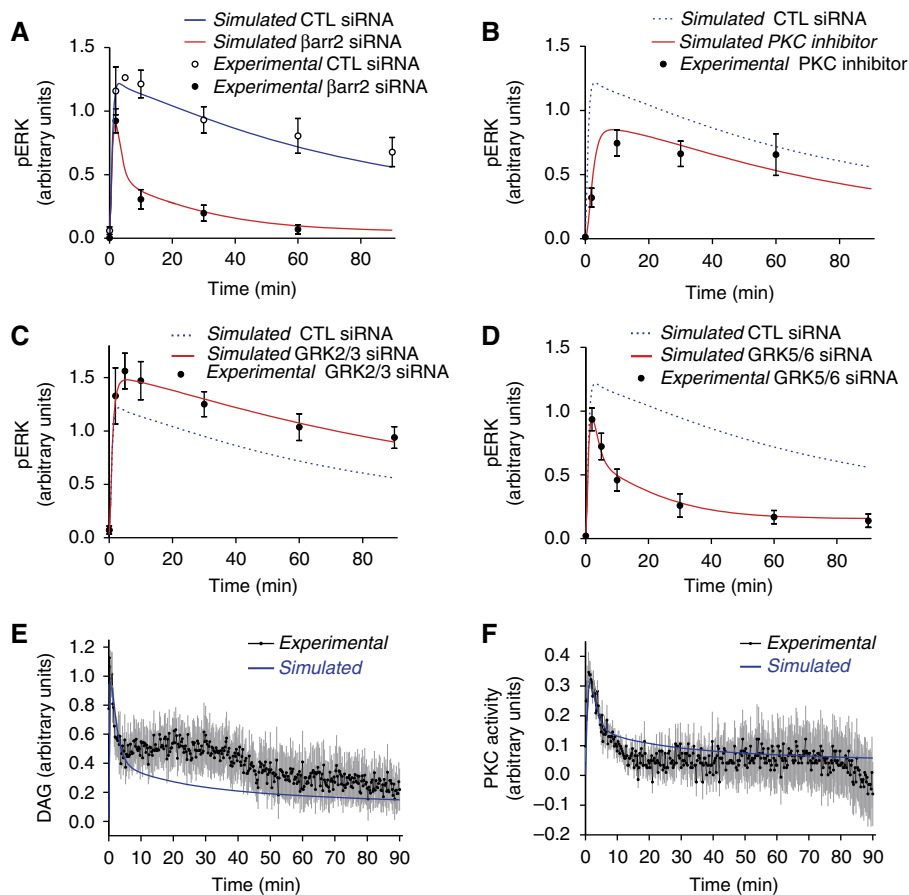 A
Simulated CTL siRNA
Simulated βarr2 siRNA
Experimental CTL siRNA
Experimental βarr2 siRNA
pERK
(arbitrary units)
1.5
1.0
0.5
0.0
0 20 40 60 80
Time (min)
B
Simulated CTL siRNA
Simulated PKC inhibitor
Experimental PKC inhibitor
pERK
(arbitrary units)
1.5
1.0
0.5
0.0
0 20 40 60 80
Time (min)
C
Simulated CTL siRNA
Simulated GRK2/3 siRNA
Experimental GRK2/3 siRNA
pERK
(arbitrary units)
1.5
1.0
0.5
0.0
0 20 40 60 80
Time (min)
D
Simulated CTL siRNA
Simulated GRK5/6 siRNA
Experimental GRK5/6 siRNA
pERK
(arbitrary units)
1.5
1.0
0.5
0.0
0 20 40 60 80
Time (min)
E
Experimental
Simulated
DAG (arbitrary units)
1.2
1.0
0.8
0.6
0.4
0.2
0.0
0 10 20 30 40 50 60 70 80 90
Time (min)
F
Experimental
Simulated
PKC activity
(arbitrary units)
0.4
0.3
0.2
0.1
0.0
−0.1
−0.2
0 10 20 30 40 50 60 70 80 90
Time (min)